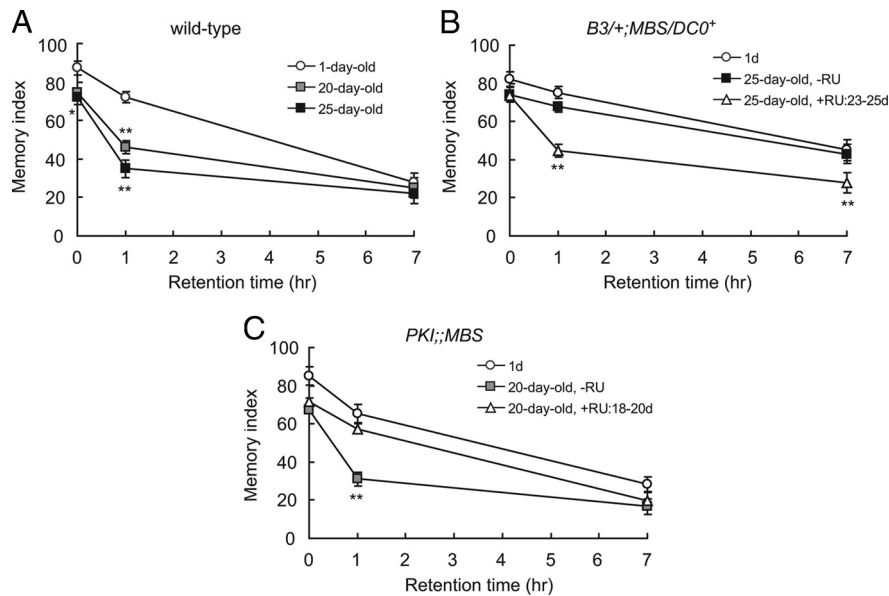 A
wild-type
100
80
60
40
20
0
Memory index
1-day-old
20-day-old
25-day-old
*
**
**
0 1 2 3 4 5 6 7
Retention time (hr)
B
B3/+;MBS/DC0⁺
100
80
60
40
20
0
Memory index
1d
25-day-old, -RU
25-day-old, +RU:23-25d
**
**
0 1 2 3 4 5 6 7
Retention time (hr)
C
PKI;;MBS
100
80
60
40
20
0
Memory index
1d
20-day-old, -RU
20-day-old, +RU:18-20d
**
0 1 2 3 4 5 6 7
Retention time (hr)